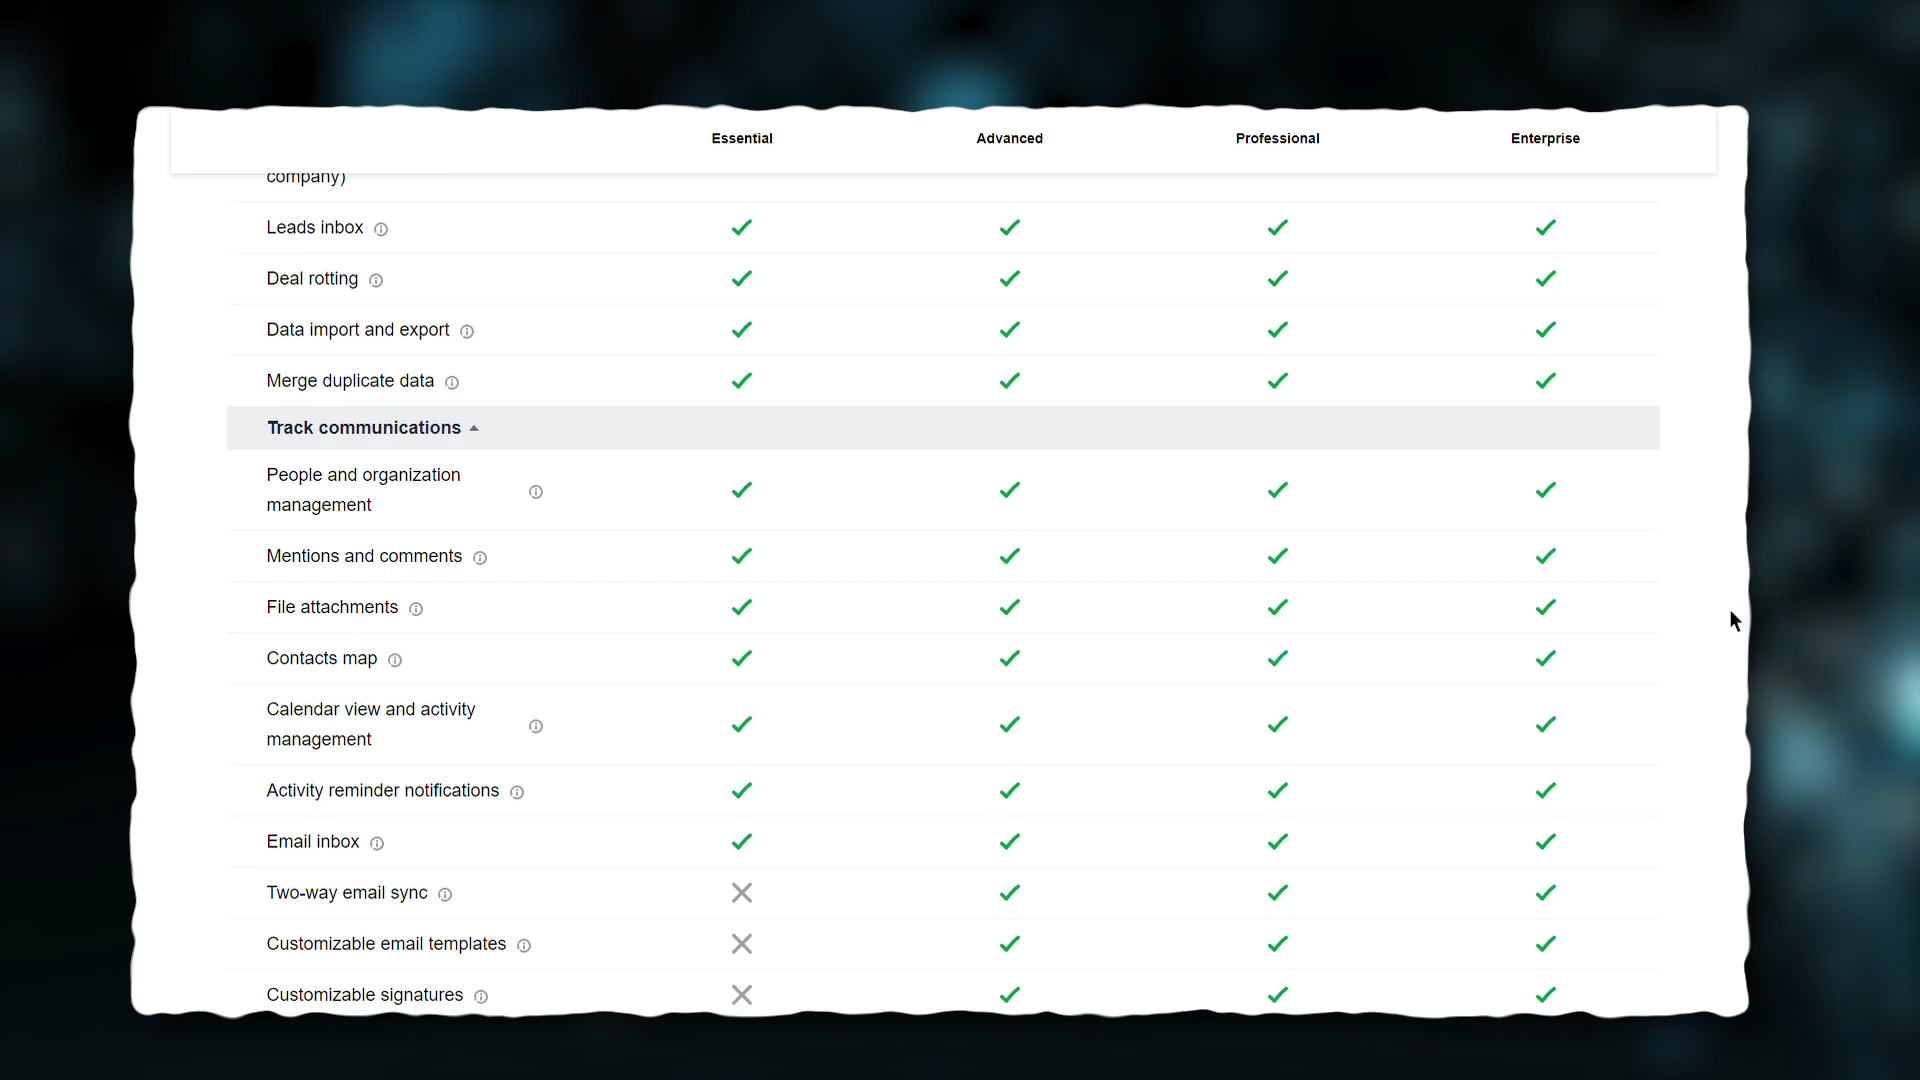 Essential Advanced Professional Enterprise
company)
Leads inbox
Deal rotting
Data import and export
Merge duplicate data
Track communications
People and organization
management
Mentions and comments
File attachments
Contacts map
Calendar view and activity
management
Activity reminder notifications
Email inbox
Two-way email sync
Customizable email templates
Customizable signatures